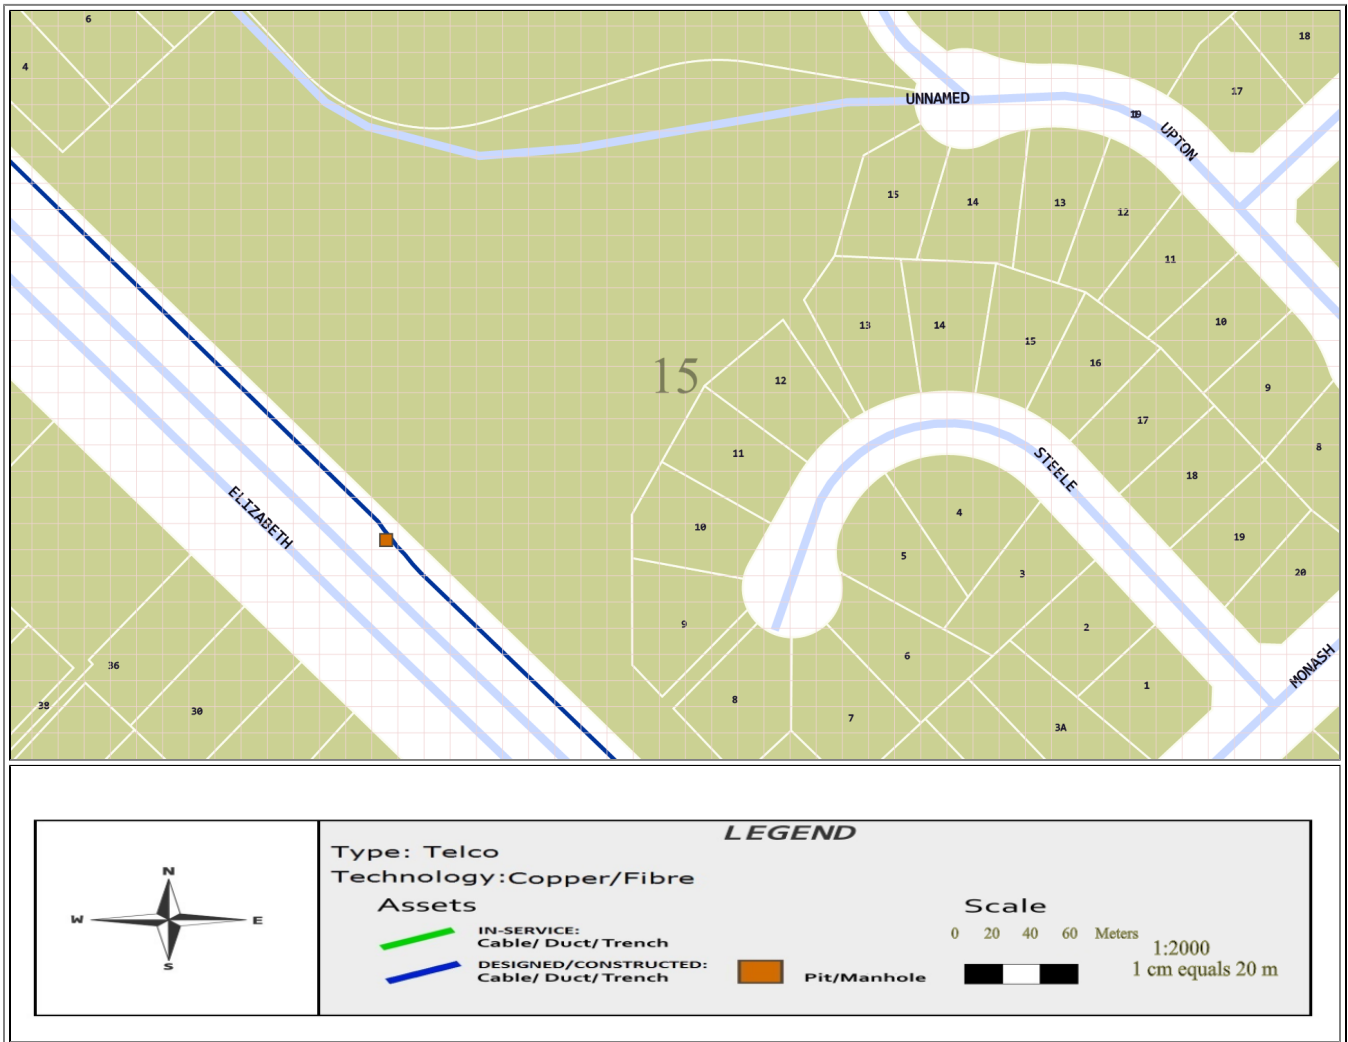 6
18
4
17
UNNAMED
UPTON
15
14
13
12
11
10
13
14
15
16
15
12
9
17
11
8
STEELE
18
10
4
ELIZABETH
19
5
3
20
9
2
6
36
MONASH
1
8
38
30
7
3A
LEGEND
Type: Telco
Technology:Copper/Fibre
Assets
Scale
N
W
E
S
IN-SERVICE:
Cable/ Duct/ Trench
0 20 40 60 Meters
1:2000
DESIGNED/CONSTRUCTED:
Cable/ Duct/ Trench
Pit/Manhole
1 cm equals 20 m